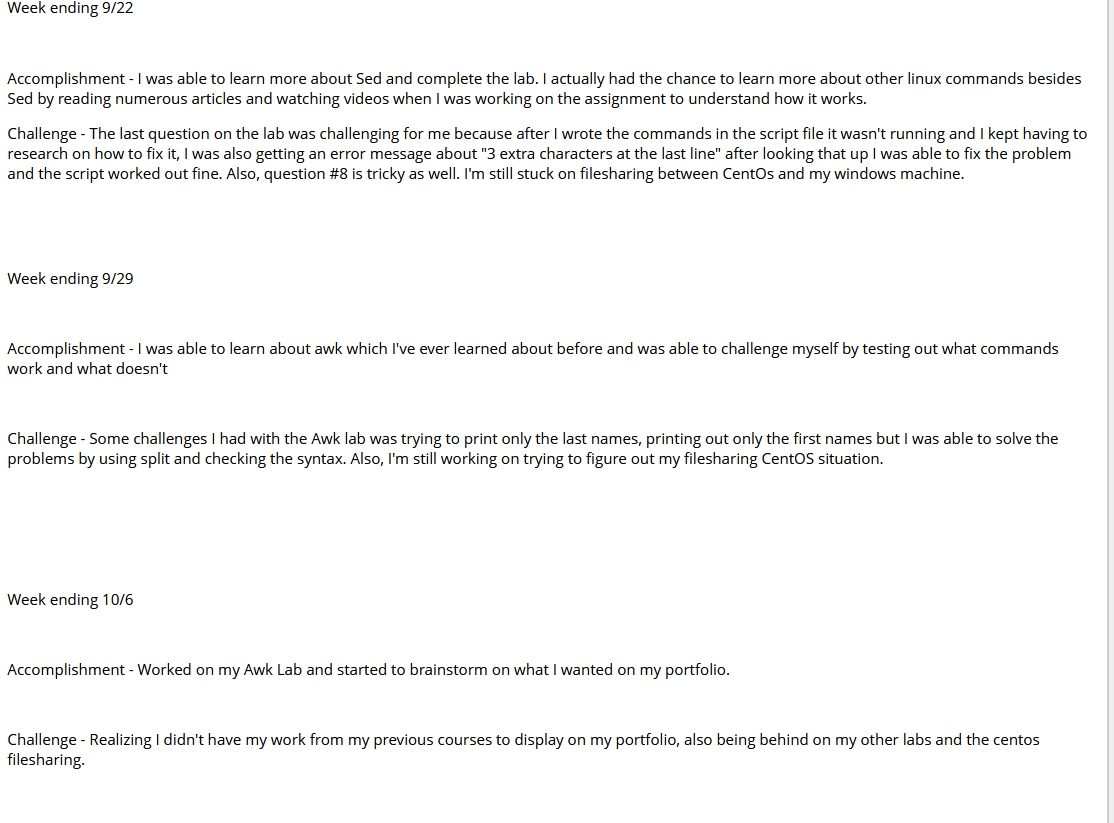 Week ending 9/22
Accomplishment - I was able to learn more about Sed and complete the lab. I actually had the chance to learn more about other linux commands besides
Sed by reading numerous articles and watching videos when I was working on the assignment to understand how it works.
Challenge - The last question on the lab was challenging for me because after I wrote the commands in the script file it wasn't running and I kept having to
research on how to fix it, I was also getting an error message about "3 extra characters at the last line" after looking that up I was able to fix the problem
and the script worked out fine. Also, question #8 is tricky as well. I'm still stuck on filesharing between CentOs and my windows machine.
Week ending 9/29
Accomplishment - I was able to learn about awk which I've ever learned about before and was able to challenge myself by testing out what commands
work and what doesn't
Challenge - Some challenges I had with the Awk lab was trying to print only the last names, printing out only the first names but I was able to solve the
problems by using split and checking the syntax. Also, I'm still working on trying to figure out my filesharing CentOS situation.
Week ending 10/6
Accomplishment - Worked on my Awk Lab and started to brainstorm on what I wanted on my portfolio.
Challenge - Realizing I didn't have my work from my previous courses to display on my portfolio, also being behind on my other labs and the centos
filesharing.